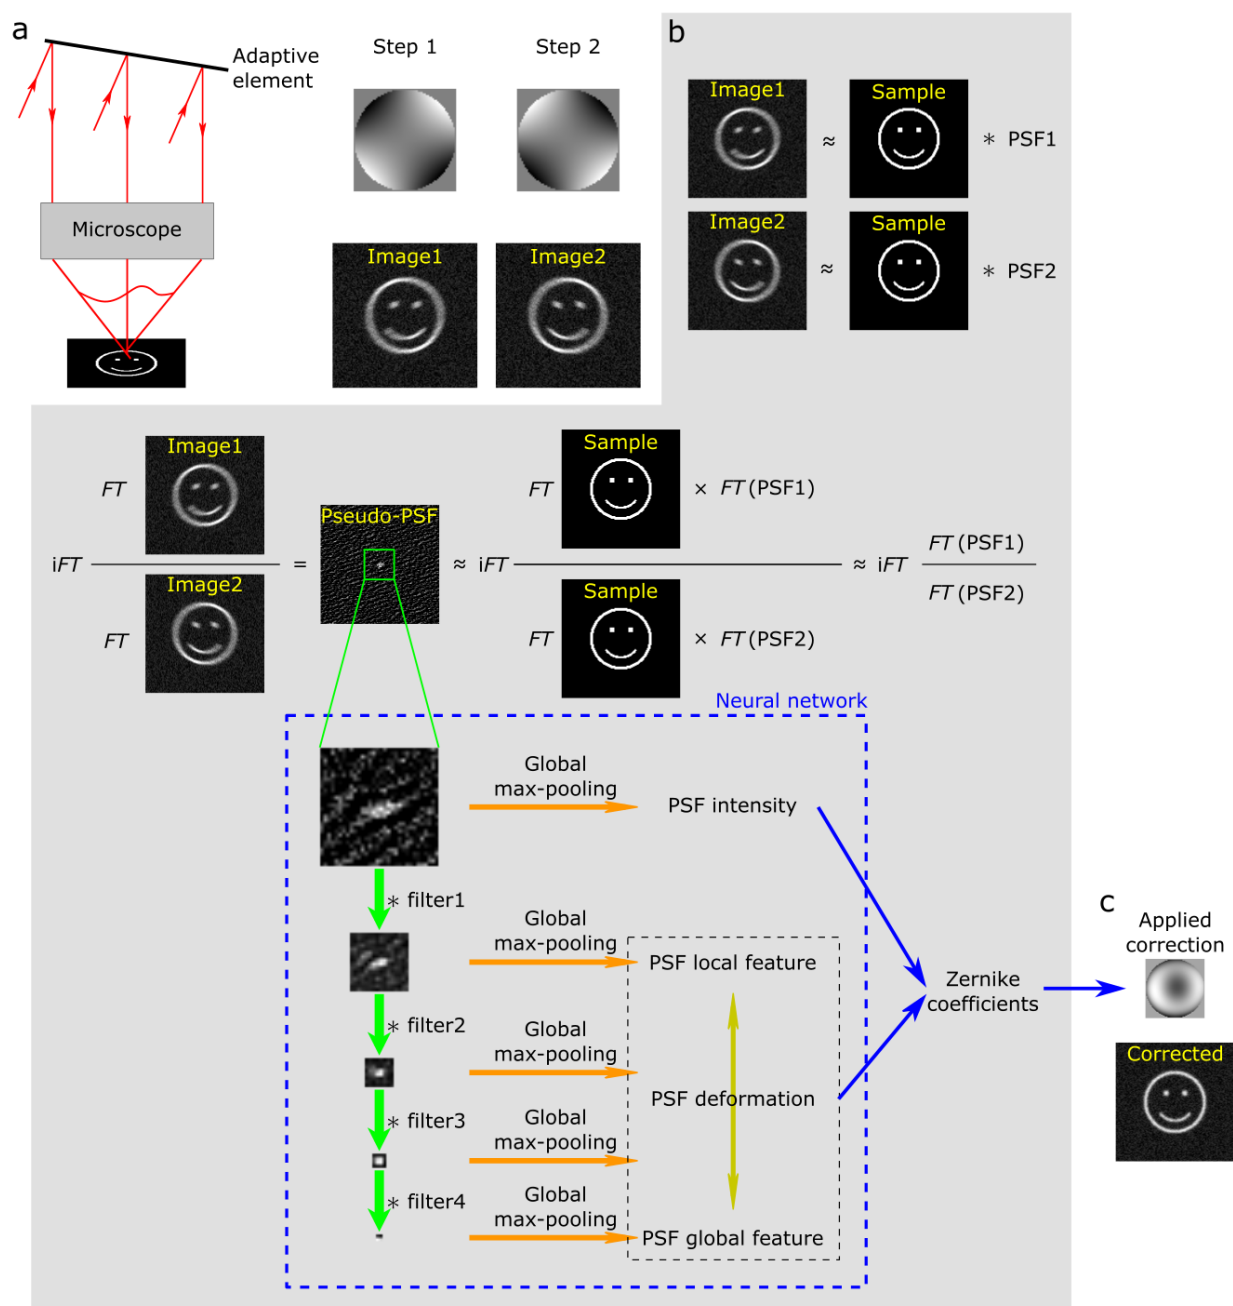 a
Adaptive
element
Step 1
Step 2
Microscope
Image1
Image2
b
Image1
≈
Sample
* PSF1
Image2
≈
Sample
* PSF2
iFT
FT
Image1
FT
Image2
=
Pseudo-PSF
≈
iFT
FT
Sample
× FT(PSF1)
FT
Sample
× FT(PSF2)
≈
iFT
FT(PSF1)
FT(PSF2)
Neural network
Global
max-pooling
PSF intensity
* filter1
Global
max-pooling
PSF local feature
* filter2
Global
max-pooling
PSF deformation
* filter3
Global
max-pooling
* filter4
Global
max-pooling
PSF global feature
Zernike
coefficients
c
Applied
correction
Corrected